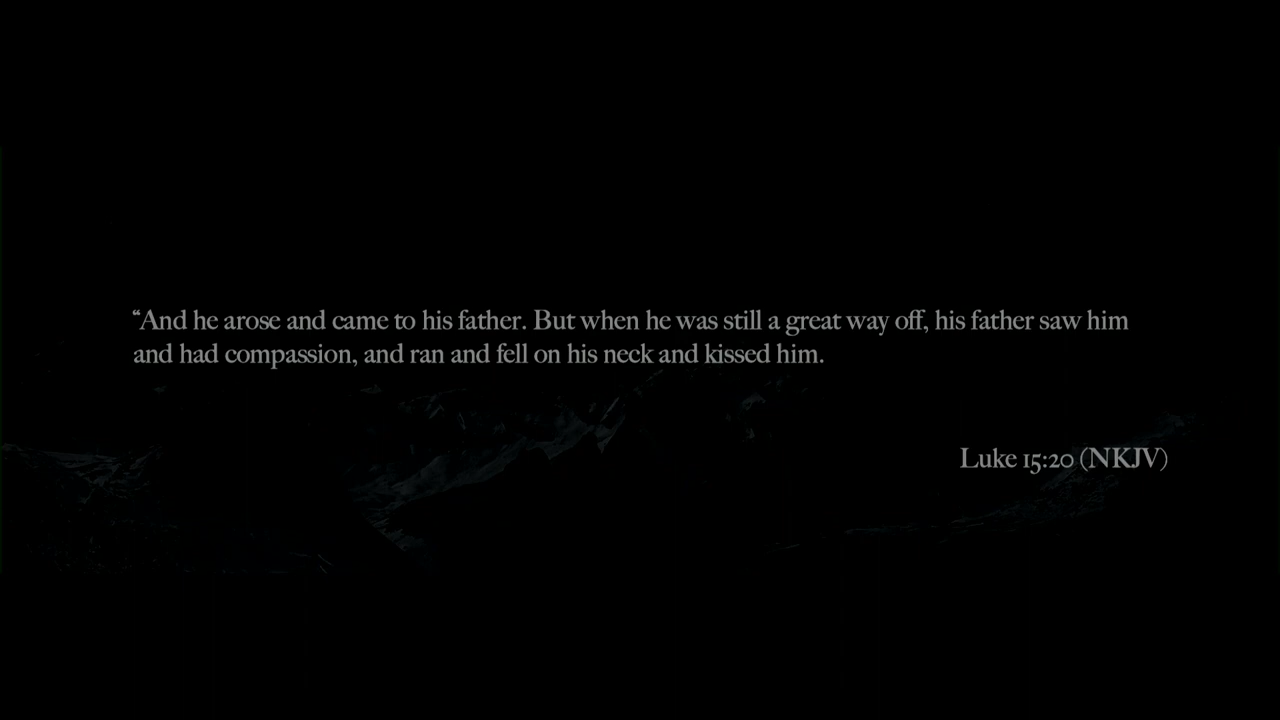 “And he arose and came to his father. But when he was still a great way off, his father saw him
and had compassion, and ran and fell on his neck and kissed him.
Luke 15:20 (NKJV)